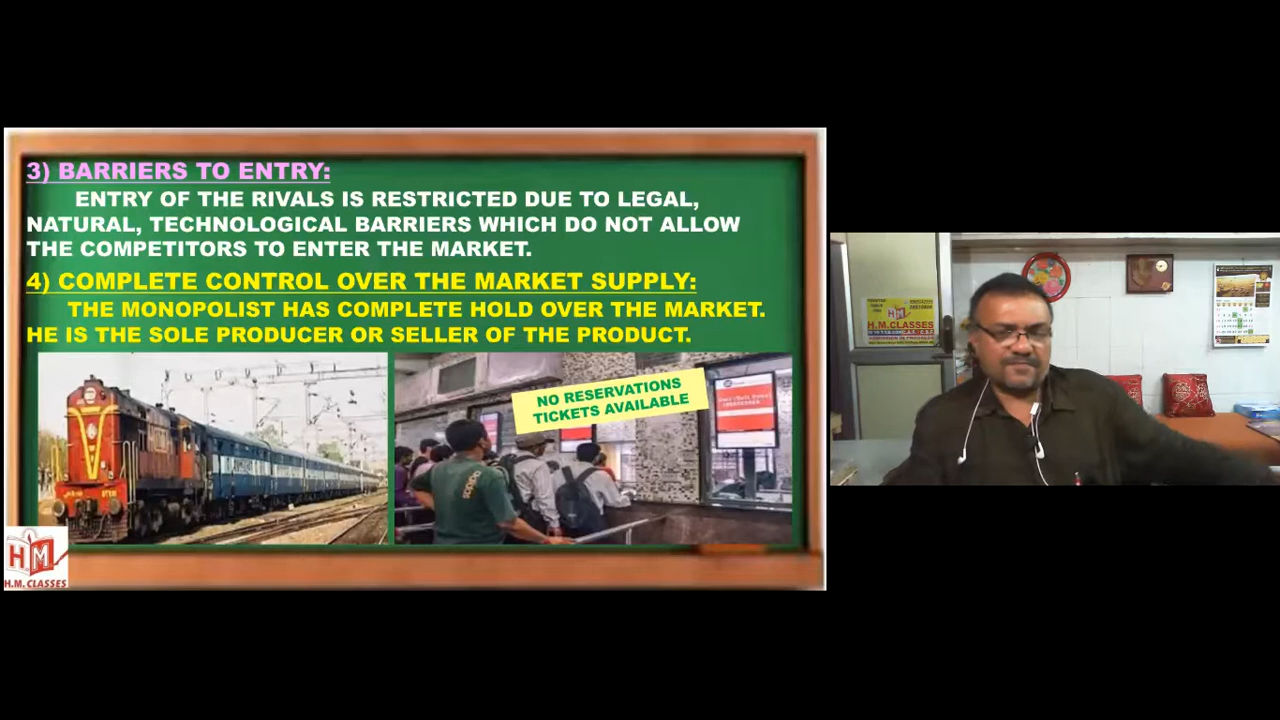 3) BARRIERS TO ENTRY:
ENTRY OF THE RIVALS IS RESTRICTED DUE TO LEGAL,
NATURAL, TECHNOLOGICAL BARRIERS WHICH DO NOT ALLOW
THE COMPETITORS TO ENTER THE MARKET.
4) COMPLETE CONTROL OVER THE MARKET SUPPLY:
THE MONOPOLIST HAS COMPLETE HOLD OVER THE MARKET.
HE IS THE SOLE PRODUCER OR SELLER OF THE PRODUCT.
NO RESERVATIONS
TICKETS AVAILABLE
HM
H.M. CLASSES
HM
H.M.CLASSES